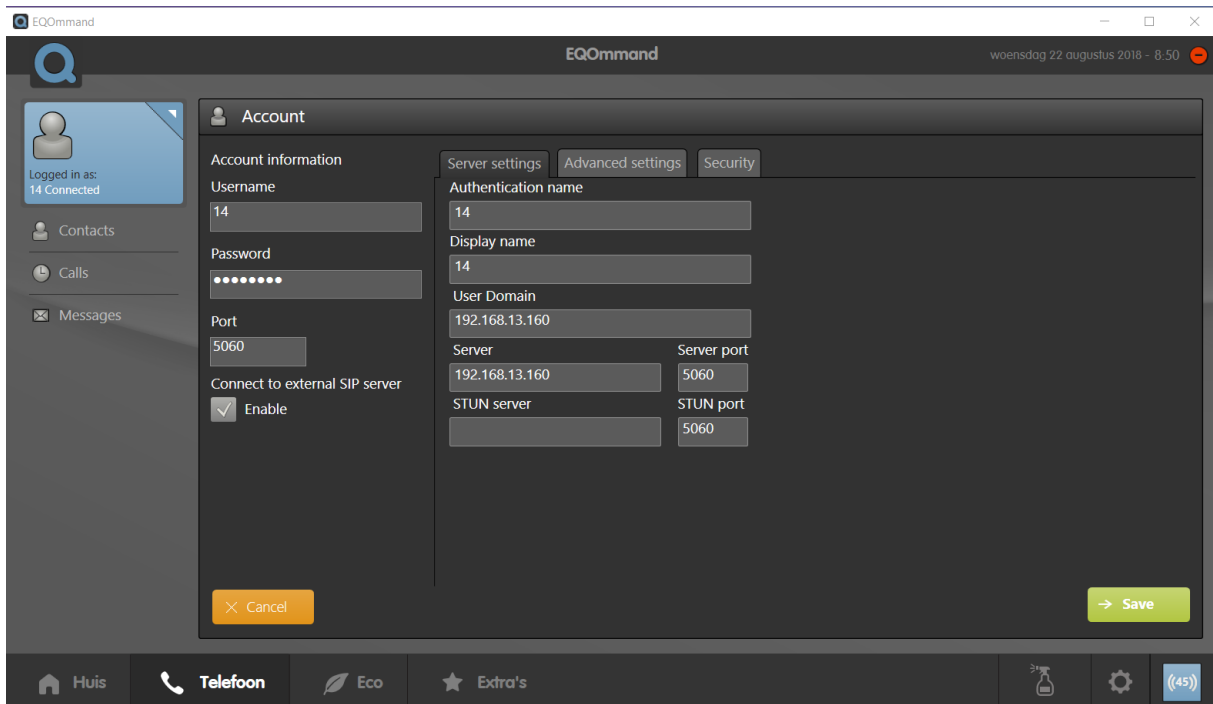 EQOmmand
EQOmmand
woensdag 22 augustus 2018 - 8:50
Logged in as:
14 Connected
Contacts
Calls
Messages
Account
Account information
Username
14
Password
••••••••
Port
5060
Connect to external SIP server
Enable
Server settings
Advanced settings
Security
Authentication name
14
Display name
14
User Domain
192.168.13.160
Server
Server port
192.168.13.160
5060
STUN server
STUN port
5060
Cancel
Save
Huis
Telefoon
Eco
Extra's
((45))